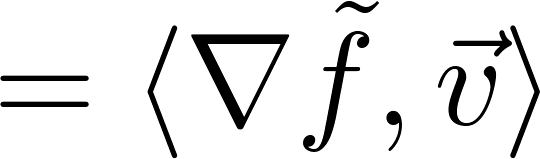 = ⟨∇f̃, v⃗⟩